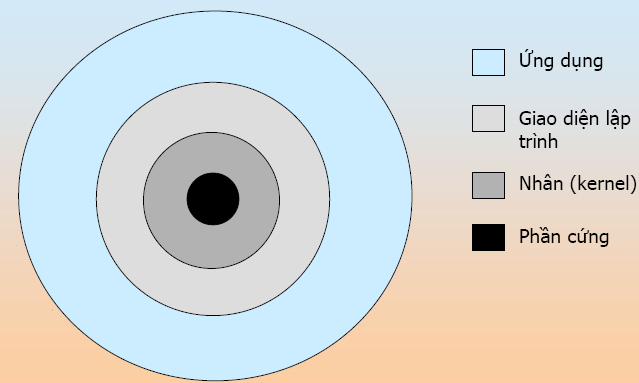 Ứng dụng
Giao diện lập
trình
Nhân (kernel)
Phần cứng